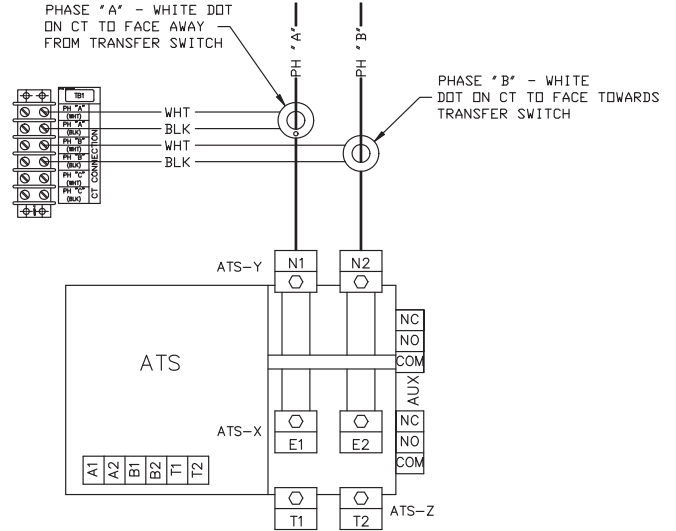 PHASE "A" - WHITE DOT
ON CT TO FACE AWAY
FROM TRANSFER SWITCH
PH "A"
PH "B"
PHASE "B" - WHITE
DOT ON CT TO FACE TOWARDS
TRANSFER SWITCH
TB1
PH "A"
(WHT)
PH "A"
(BLK)
PH "B"
(WHT)
PH "B"
(BLK)
PH "C"
(WHT)
PH "C"
(BLK)
CT CONNECTION
WHT
BLK
WHT
BLK
ATS-Y
N1
N2
ATS
NC
NO
COM
AUX
NC
NO
COM
ATS-X
E1
E2
A1
A2
B1
B2
T1
T2
T1
T2
ATS-Z